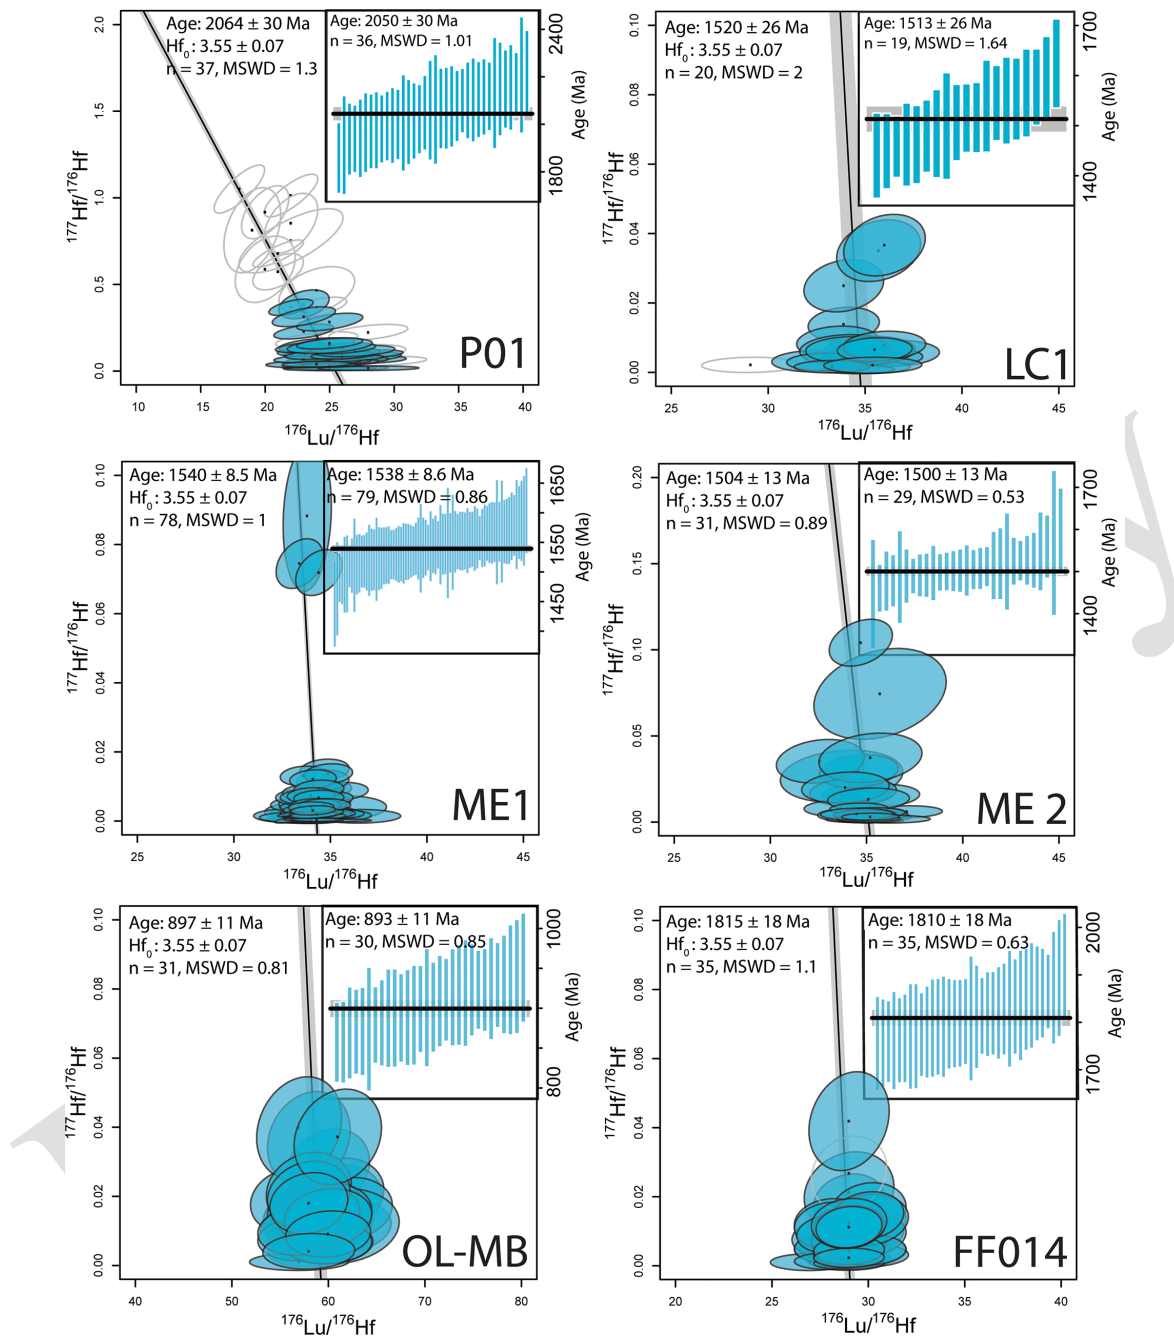 Age: 2064 ± 30 Ma
Hf0: 3.55 ± 0.07
n = 37, MSWD = 1.3
Age: 2050 ± 30 Ma
n = 36, MSWD = 1.01
2400
1800
Age (Ma)
2.0
1.5
1.0
0.5
0.0
177Hf/176Hf
P01
10 15 20 25 30 35 40
176Lu/176Hf
Age: 1520 ± 26 Ma
Hf0: 3.55 ± 0.07
n = 20, MSWD = 2
Age: 1513 ± 26 Ma
n = 19, MSWD = 1.64
1700
1400
Age (Ma)
0.10
0.08
0.06
0.04
0.02
0.00
177Hf/176Hf
LC1
25 30 35 40 45
176Lu/176Hf
Age: 1540 ± 8.5 Ma
Hf0: 3.55 ± 0.07
n = 78, MSWD = 1
Age: 1538 ± 8.6 Ma
n = 79, MSWD = 0.86
1650
1550
1450
Age (Ma)
0.10
0.08
0.06
0.04
0.02
0.00
177Hf/176Hf
ME1
25 30 35 40 45
176Lu/176Hf
Age: 1504 ± 13 Ma
Hf0: 3.55 ± 0.07
n = 31, MSWD = 0.89
Age: 1500 ± 13 Ma
n = 29, MSWD = 0.53
1700
1400
Age (Ma)
0.20
0.15
0.10
0.05
0.00
177Hf/176Hf
ME 2
25 30 35 40 45
176Lu/176Hf
Age: 897 ± 11 Ma
Hf0: 3.55 ± 0.07
n = 31, MSWD = 0.81
Age: 893 ± 11 Ma
n = 30, MSWD = 0.85
1000
800
Age (Ma)
0.10
0.08
0.06
0.04
0.02
0.00
177Hf/176Hf
OL-MB
40 50 60 70 80
176Lu/176Hf
Age: 1815 ± 18 Ma
Hf0: 3.55 ± 0.07
n = 35, MSWD = 1.1
Age: 1810 ± 18 Ma
n = 35, MSWD = 0.63
2000
1700
Age (Ma)
0.10
0.08
0.06
0.04
0.02
0.00
177Hf/176Hf
FF014
20 25 30 35 40
176Lu/176Hf